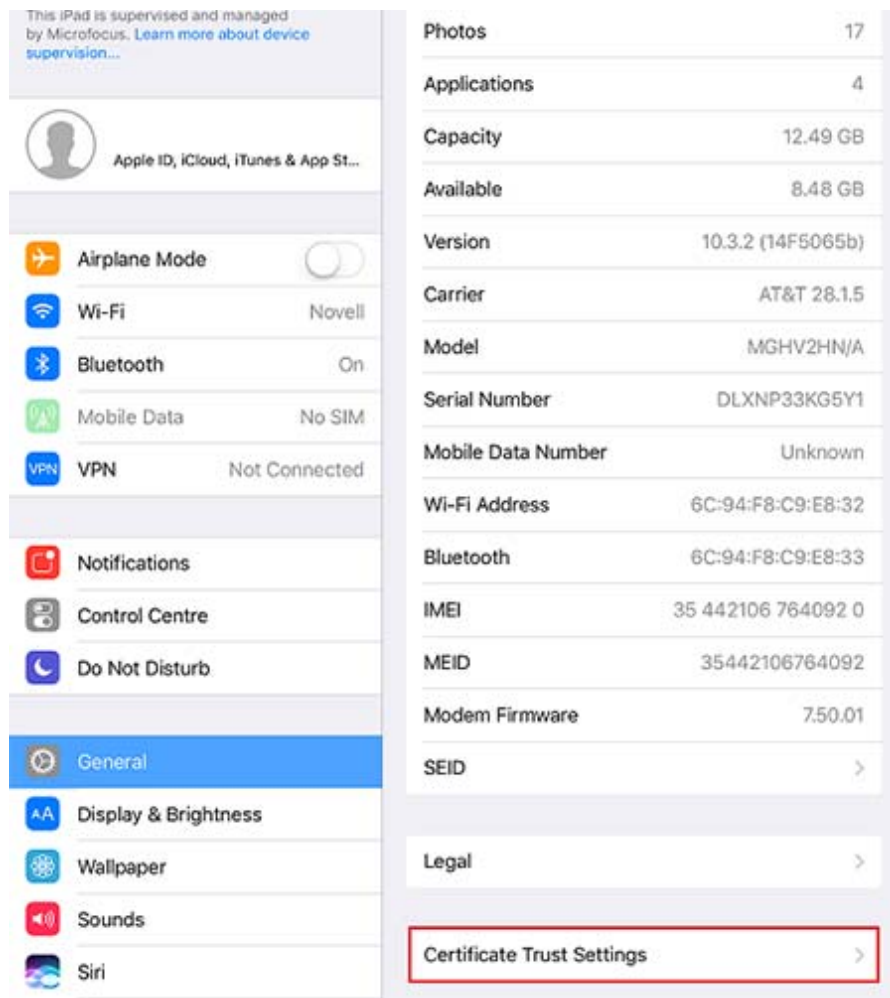 This iPad is supervised and managed
by Microfocus. Learn more about device
supervision...
Apple ID, iCloud, iTunes & App St...
Airplane Mode
Wi-Fi Novell
Bluetooth On
Mobile Data No SIM
VPN VPN Not Connected
Notifications
Control Centre
Do Not Disturb
General
AA Display & Brightness
Wallpaper
Sounds
Siri
Photos 17
Applications 4
Capacity 12.49 GB
Available 8.48 GB
Version 10.3.2 (14F5065b)
Carrier AT&T 28.1.5
Model MGHV2HN/A
Serial Number DLXNP33KG5Y1
Mobile Data Number Unknown
Wi-Fi Address 6C:94:F8:C9:E8:32
Bluetooth 6C:94:F8:C9:E8:33
IMEI 35 442106 764092 0
MEID 35442106764092
Modem Firmware 7.50.01
SEID
Legal
Certificate Trust Settings